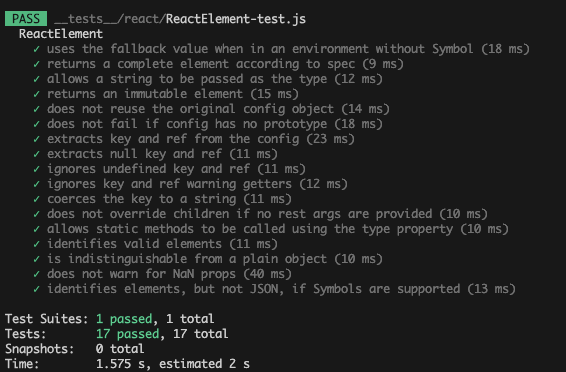 PASS __tests__/react/ReactElement-test.js
ReactElement
✓ uses the fallback value when in an environment without Symbol (18 ms)
✓ returns a complete element according to spec (9 ms)
✓ allows a string to be passed as the type (12 ms)
✓ returns an immutable element (15 ms)
✓ does not reuse the original config object (14 ms)
✓ does not fail if config has no prototype (18 ms)
✓ extracts key and ref from the config (23 ms)
✓ extracts null key and ref (11 ms)
✓ ignores undefined key and ref (11 ms)
✓ ignores key and ref warning getters (12 ms)
✓ coerces the key to a string (11 ms)
✓ does not override children if no rest args are provided (10 ms)
✓ allows static methods to be called using the type property (10 ms)
✓ identifies valid elements (11 ms)
✓ is indistinguishable from a plain object (10 ms)
✓ does not warn for NaN props (40 ms)
✓ identifies elements, but not JSON, if Symbols are supported (13 ms)
Test Suites: 1 passed, 1 total
Tests: 17 passed, 17 total
Snapshots: 0 total
Time: 1.575 s, estimated 2 s